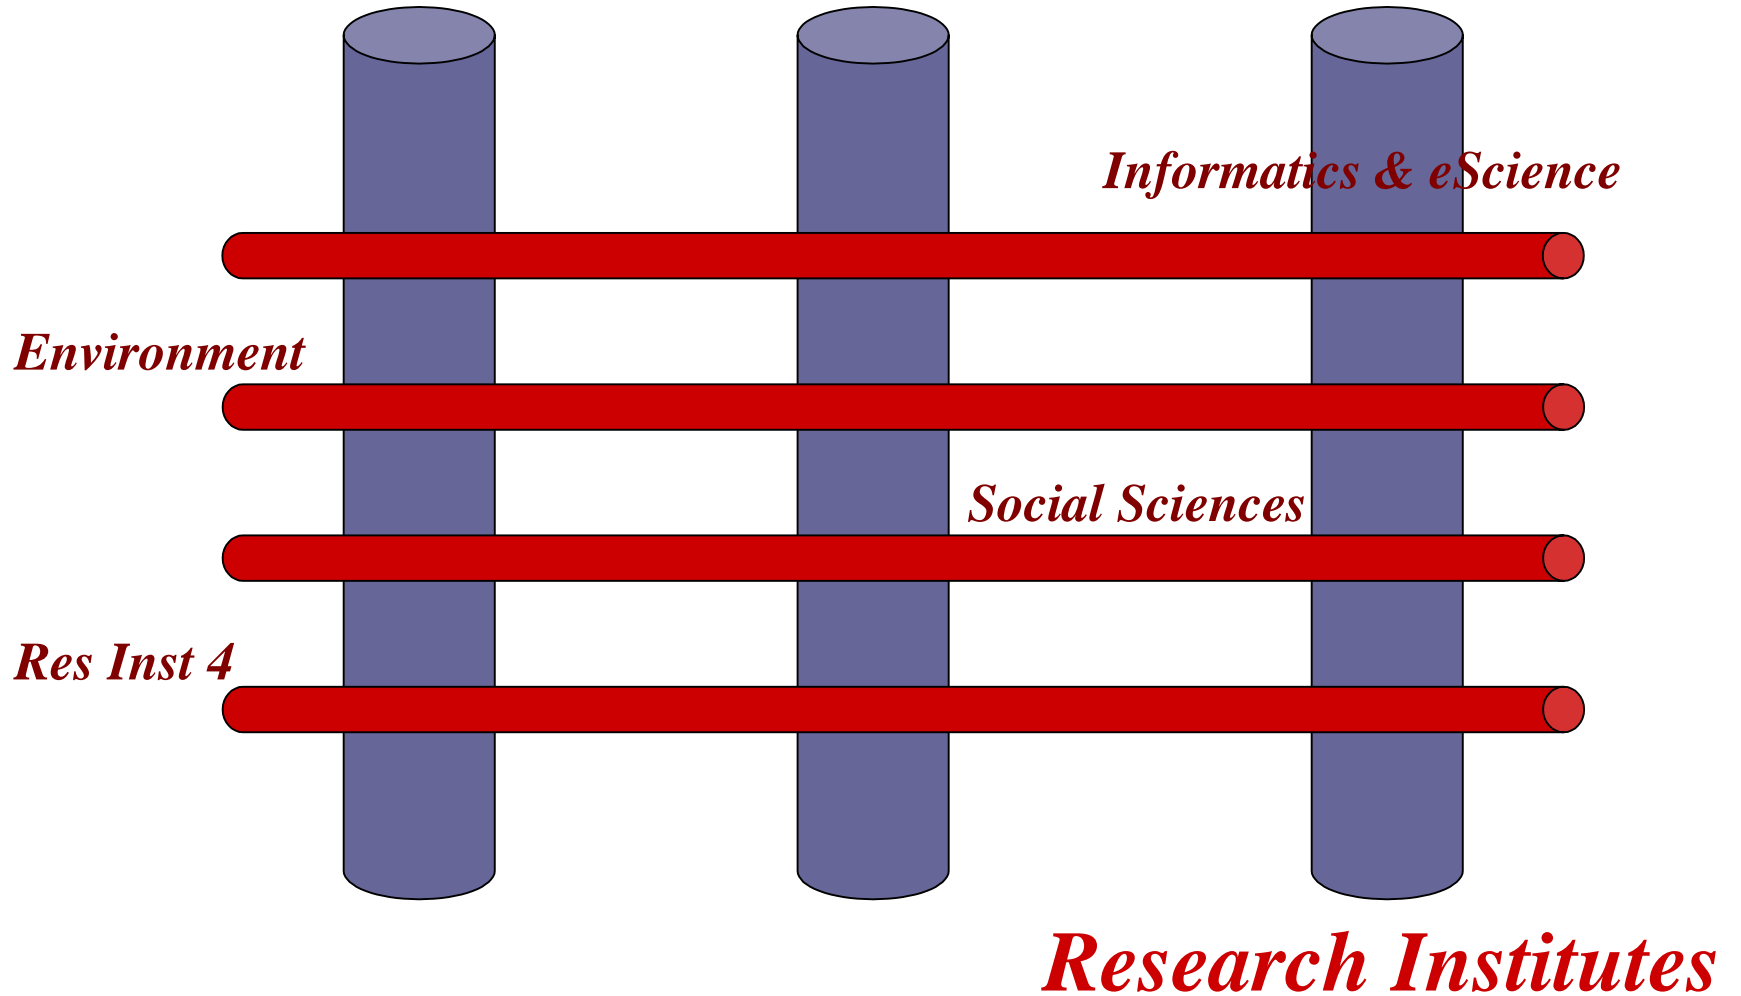 Informatics & eScience
Environment
Social Sciences
Res Inst 4
Research Institutes